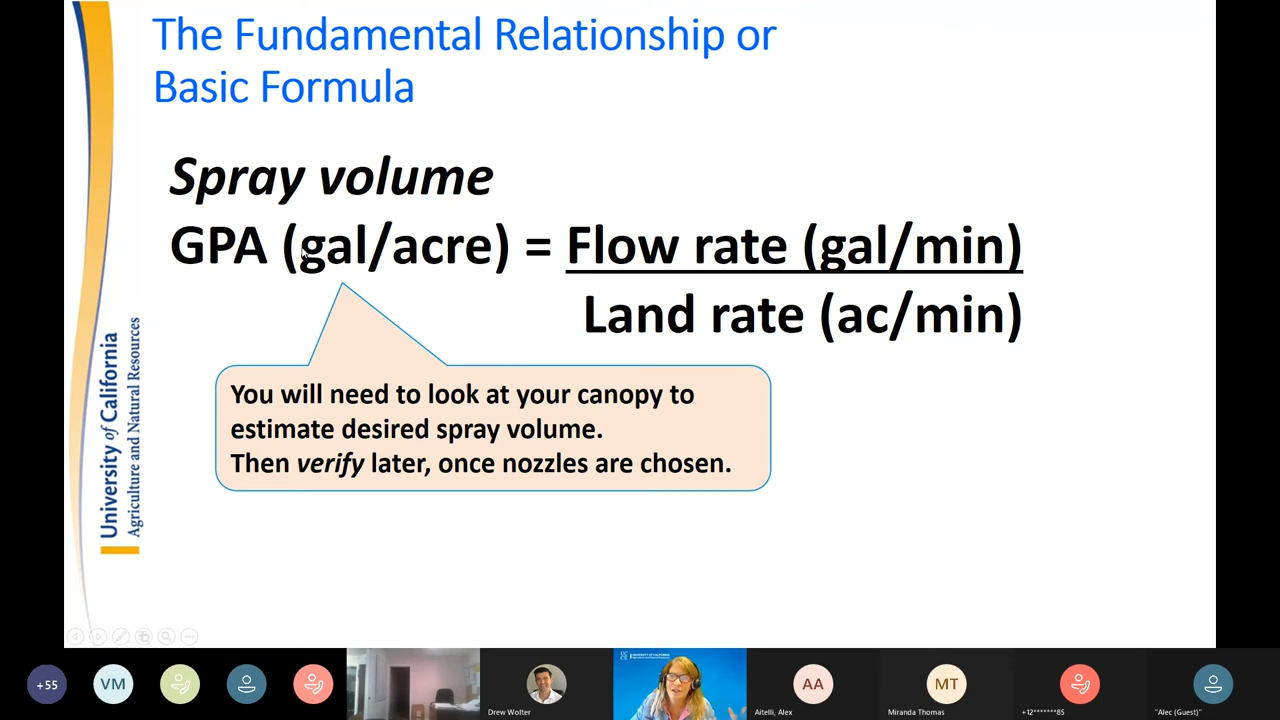 The Fundamental Relationship or
Basic Formula
Spray volume
GPA (gal/acre) = Flow rate (gal/min)
Land rate (ac/min)
You will need to look at your canopy to
estimate desired spray volume.
Then verify later, once nozzles are chosen.
University of California
Agriculture and Natural Resources
+55
VM
Drew Wolter
AA
Aitelli, Alex
MT
Miranda Thomas
+12*******85
"Alec (Guest)"